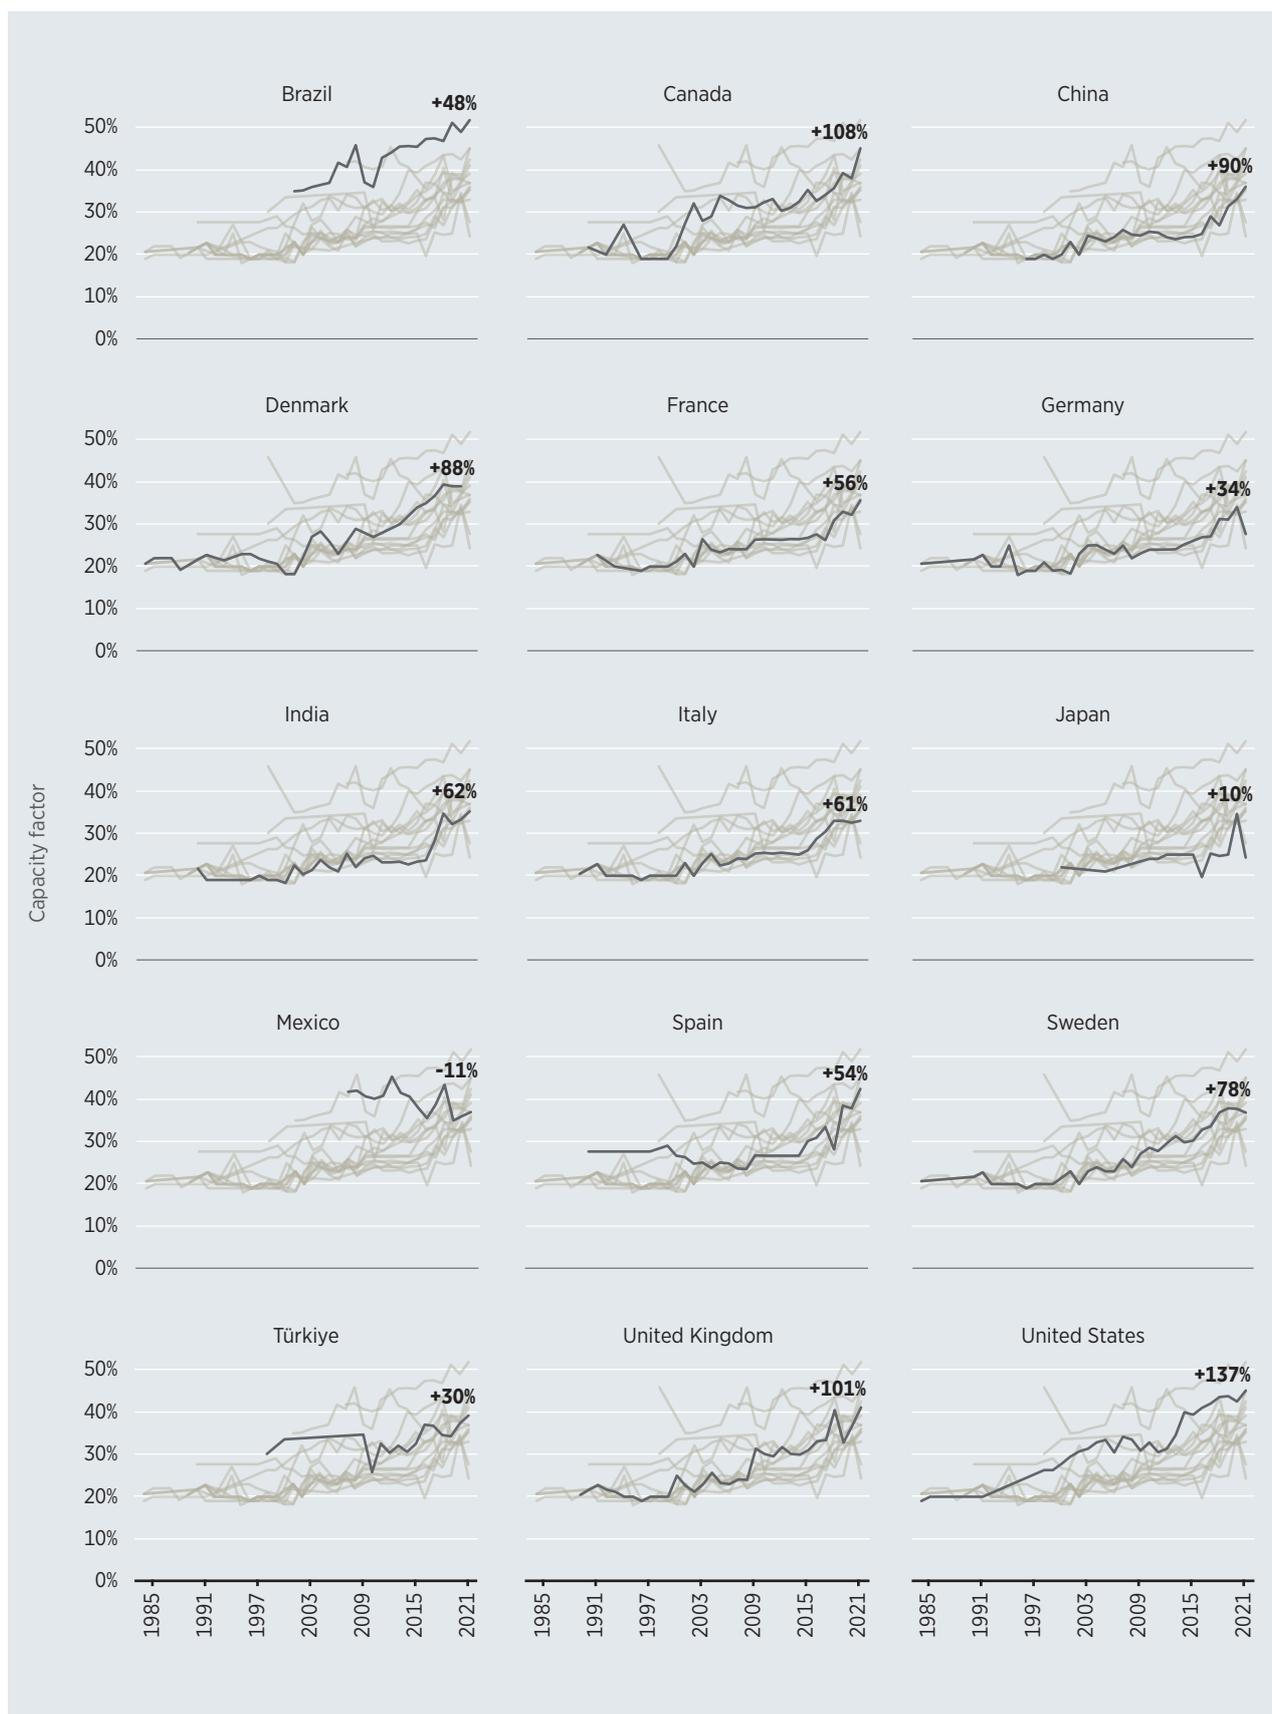 Brazil
Canada
China
+48%
+108%
+90%
50%
40%
30%
20%
10%
0%
Denmark
France
Germany
+88%
+56%
+34%
50%
40%
30%
20%
10%
0%
India
Italy
Japan
+62%
+61%
+10%
50%
40%
30%
20%
10%
0%
Capacity factor
Mexico
Spain
Sweden
-11%
+54%
+78%
50%
40%
30%
20%
10%
0%
Türkiye
United Kingdom
United States
+30%
+101%
+137%
50%
40%
30%
20%
10%
0%
1985 1991 1997 2003 2009 2015 2021
1985 1991 1997 2003 2009 2015 2021
1985 1991 1997 2003 2009 2015 2021